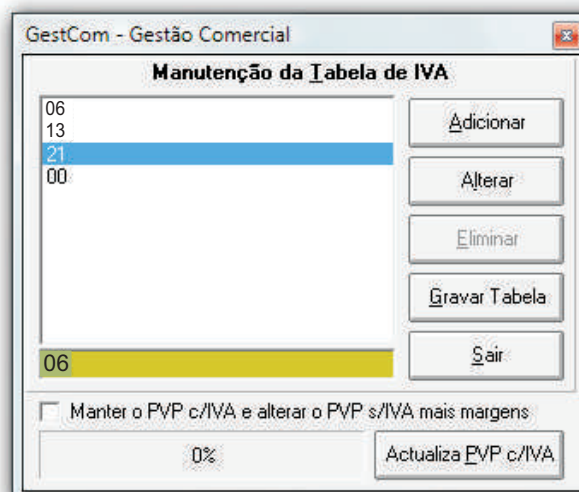 GestCom - Gestão Comercial
Manutenção da Tabela de IVA
06
13
21
00
Adicionar
Alterar
Eliminar
Gravar Tabela
Sair
06
Manter o PVP c/IVA e alterar o PVP s/IVA mais margens
0%
Actualiza PVP c/IVA